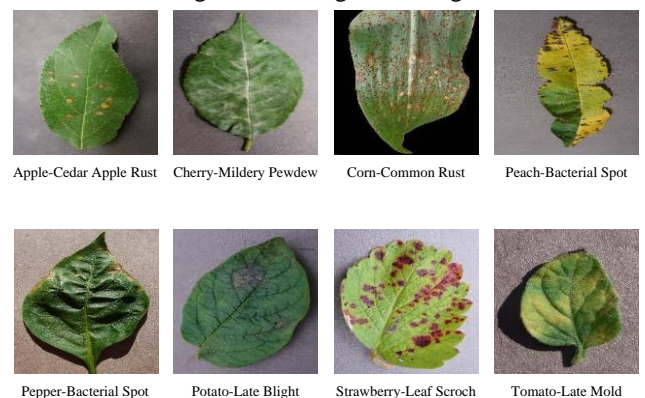 Apple-Cedar Apple Rust
Cherry-Mildery Pewdew
Corn-Common Rust
Peach-Bacterial Spot
Pepper-Bacterial Spot
Potato-Late Blight
Strawberry-Leaf Scroch
Tomato-Late Mold